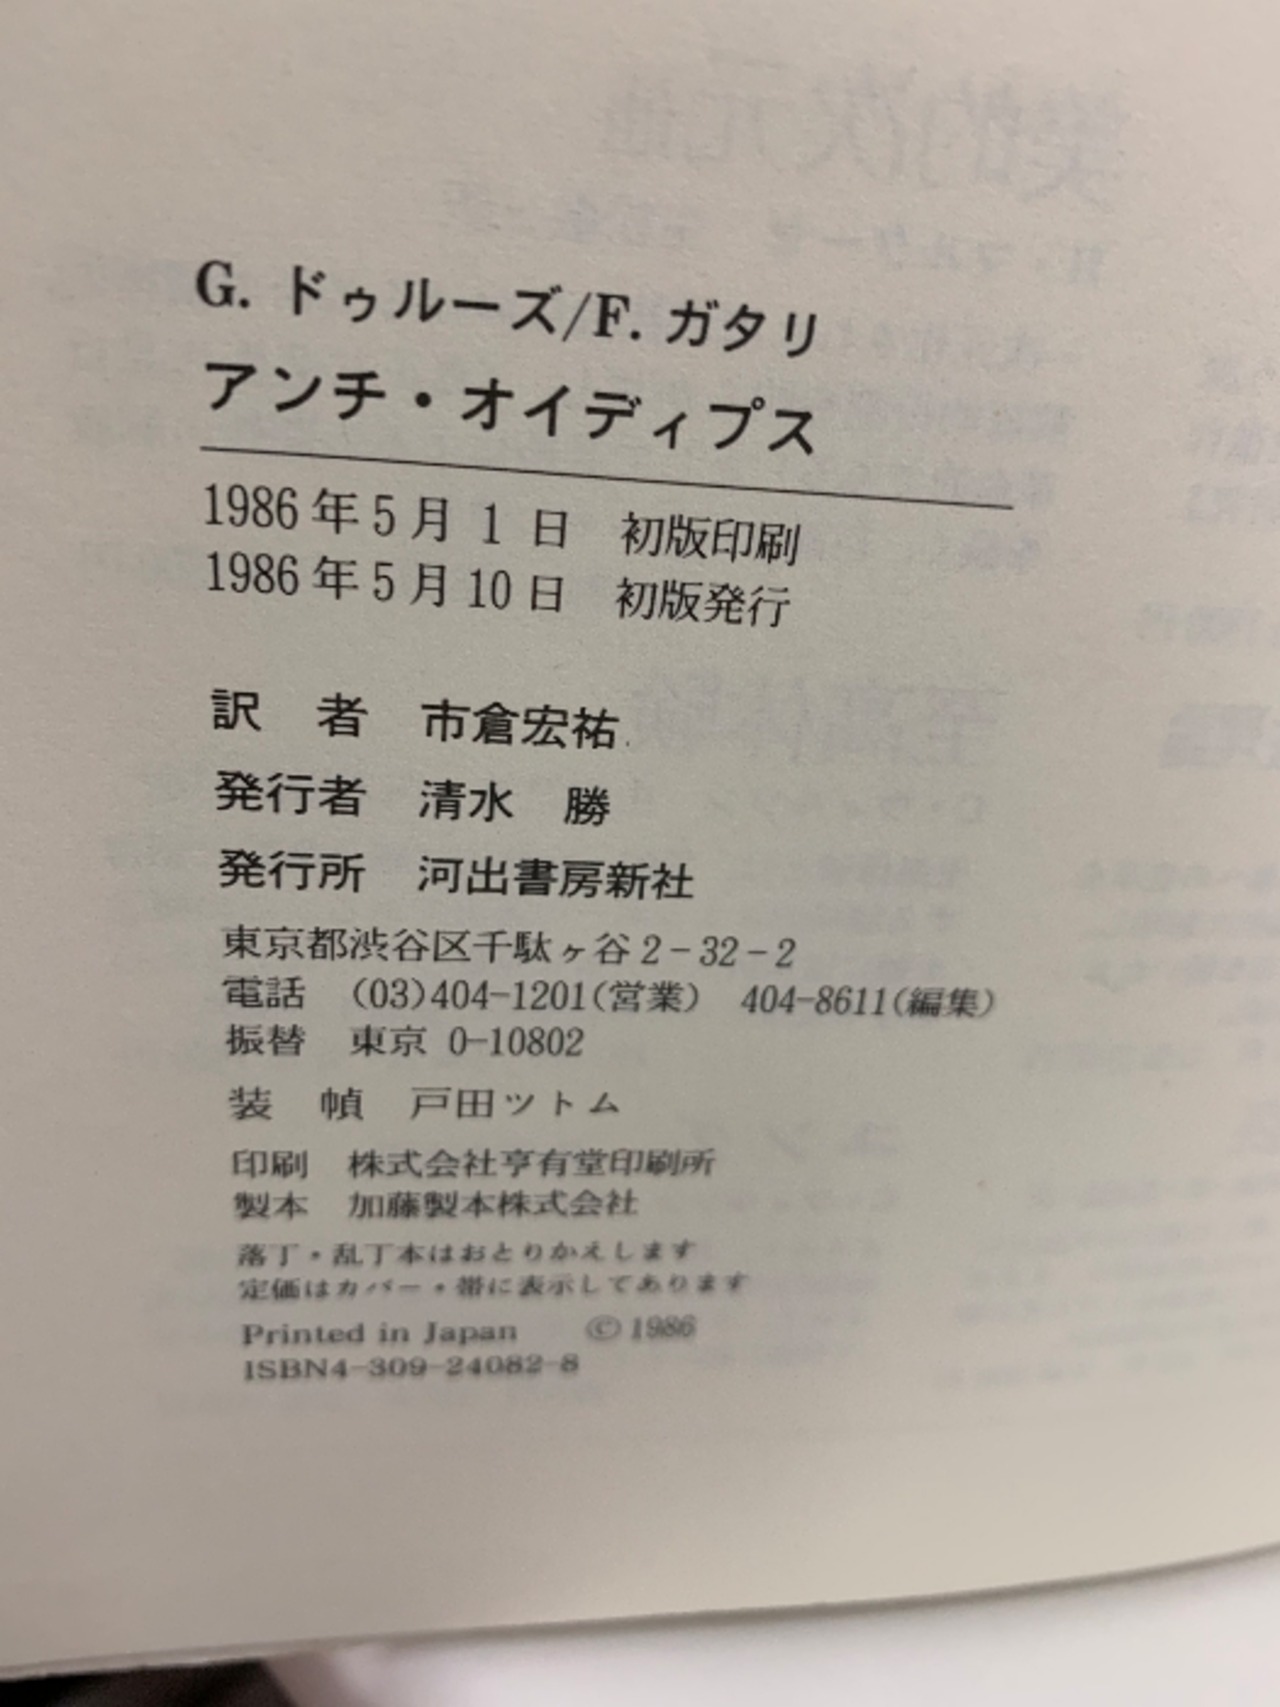 G. ドゥルーズ/F. ガタリ
アンチ・オイディプス
1986年5月1日 初版印刷
1986年5月10日 初版発行
訳 者 市倉宏祐
発行者 清水 勝
発行所 河出書房新社
東京都渋谷区千駄ヶ谷2-32-2
電話 (03)404-1201(営業) 404-8611(編集)
振替 東京 0-10802
装 幀 戸田ツトム
印刷 株式会社亨有堂印刷所
製本 加藤製本株式会社
落丁・乱丁本はおとりかえします
定価はカバー・帯に表示してあります
Printed in Japan ©1986
ISBN4-309-24082-8